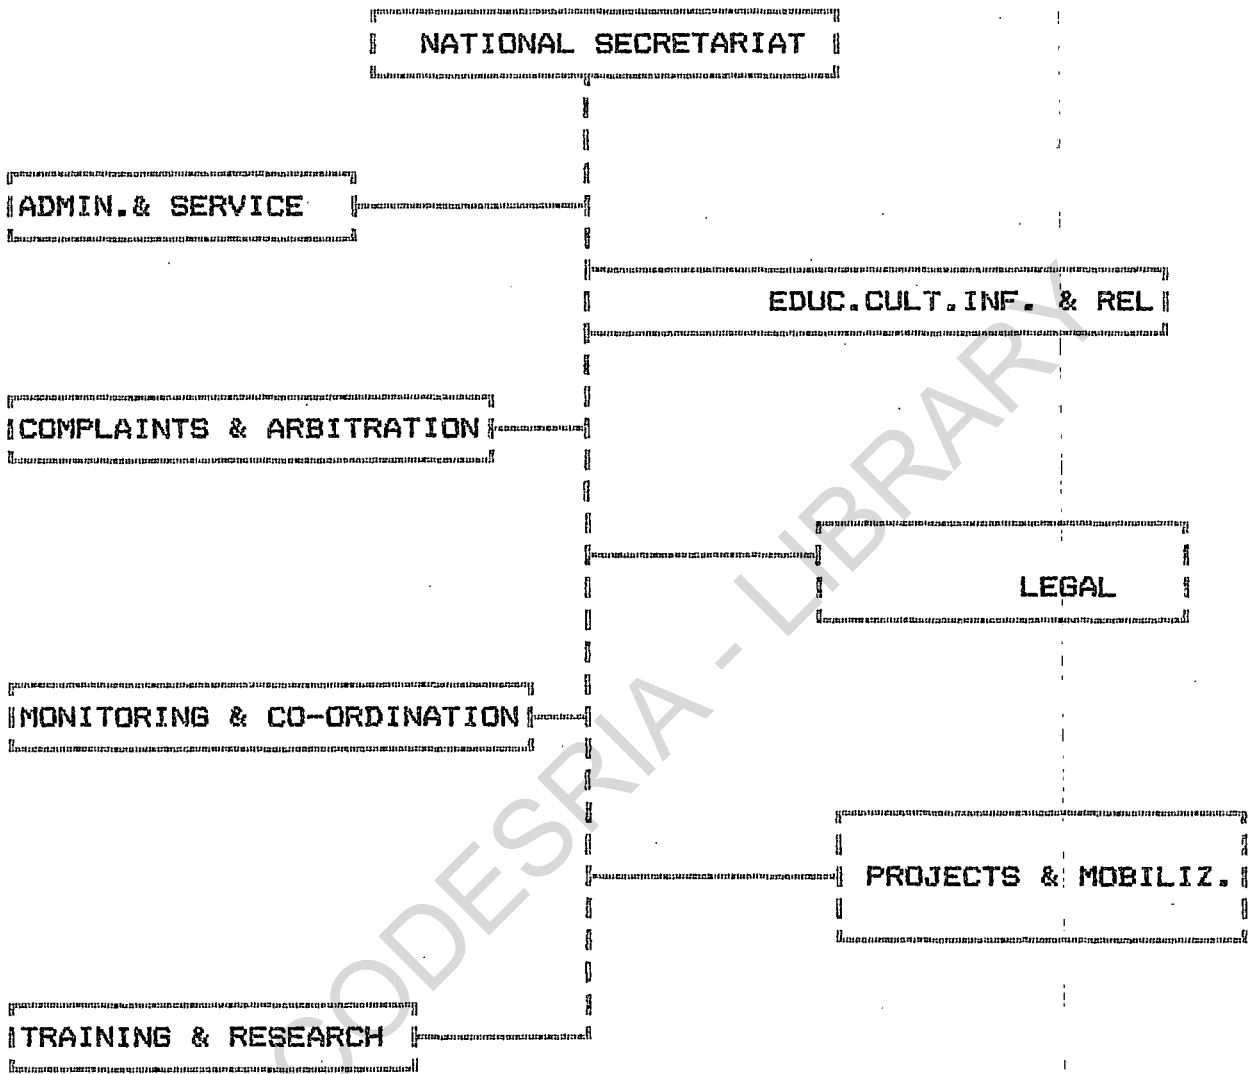 NATIONAL SECRETARIAT
ADMIN.& SERVICE
EDUC.CULT.INF. & REL
COMPLAINTS & ARBITRATION
LEGAL
MONITORING & CO-ORDINATION
PROJECTS & MOBILIZ.
TRAINING & RESEARCH
CODESRIA - LIBRARY